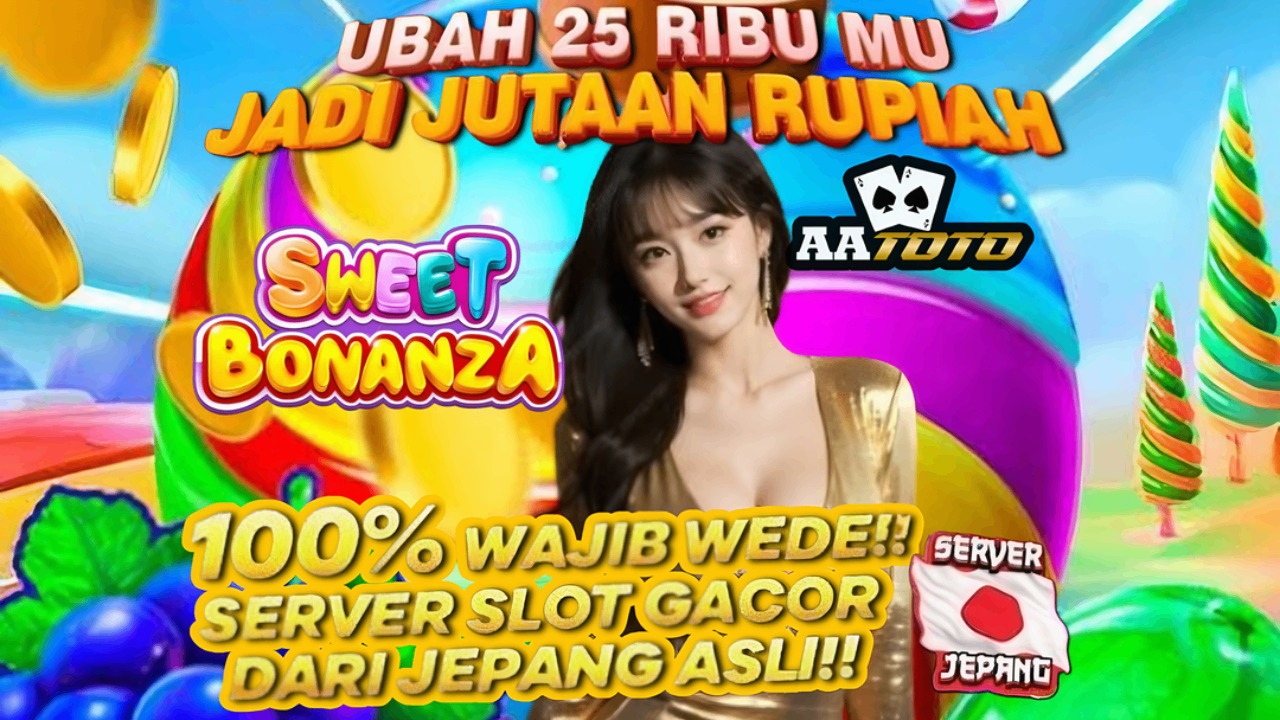 UBAH 25 RIBU MU
JADI JUTAAN RUPIAH
AATOTO
SWEET
BONANZA
100% WAJIB WEDE!!
SERVER SLOT GACOR
DARI JEPANG ASLI!!
SERVER
JEPANG